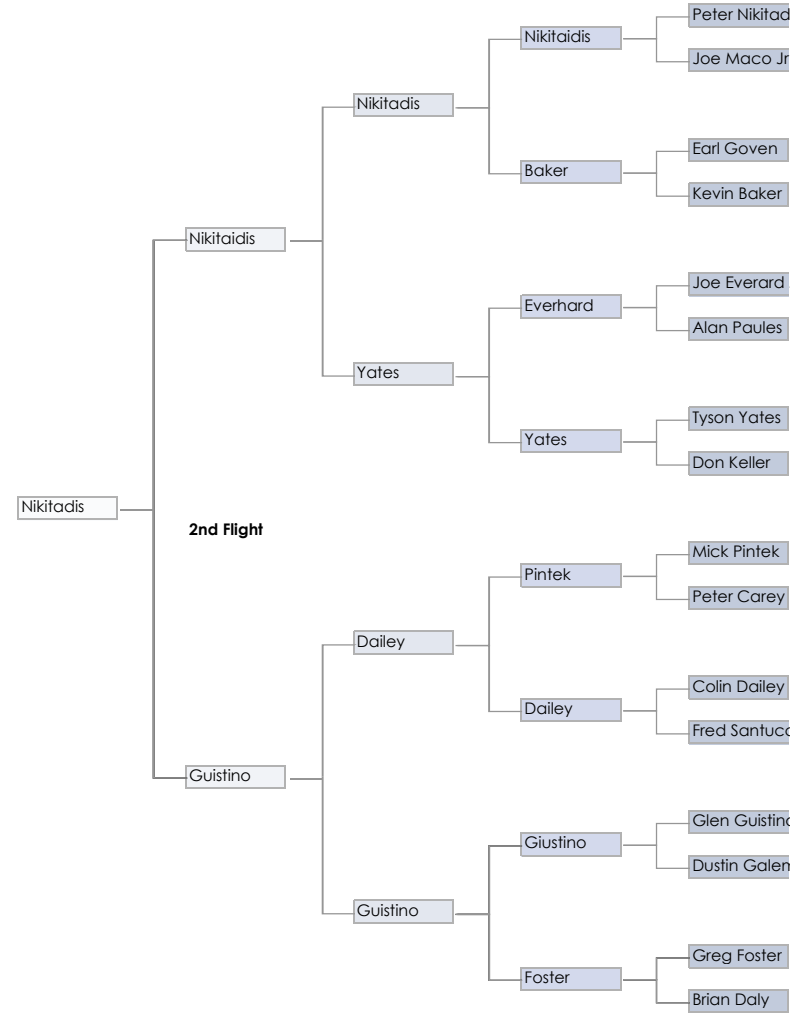 Peter Nikitad
Nikitaidis
Joe Maco Jr
Nikitadis
Earl Goven
Baker
Kevin Baker
Nikitaidis
Joe Everard
Everhard
Alan Paules
Yates
Tyson Yates
Yates
Don Keller
Nikitadis
2nd Flight
Mick Pintek
Pintek
Peter Carey
Dailey
Colin Dailey
Dailey
Fred Santucc
Guistino
Glen Guistino
Giustino
Dustin Galem
Guistino
Greg Foster
Foster
Brian Daly